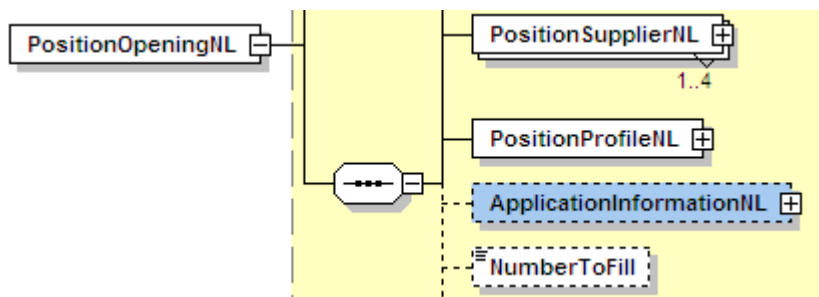 PositionOpeningNL
PositionSupplierNL
1..4
PositionProfileNL
ApplicationInformationNL
NumberToFill